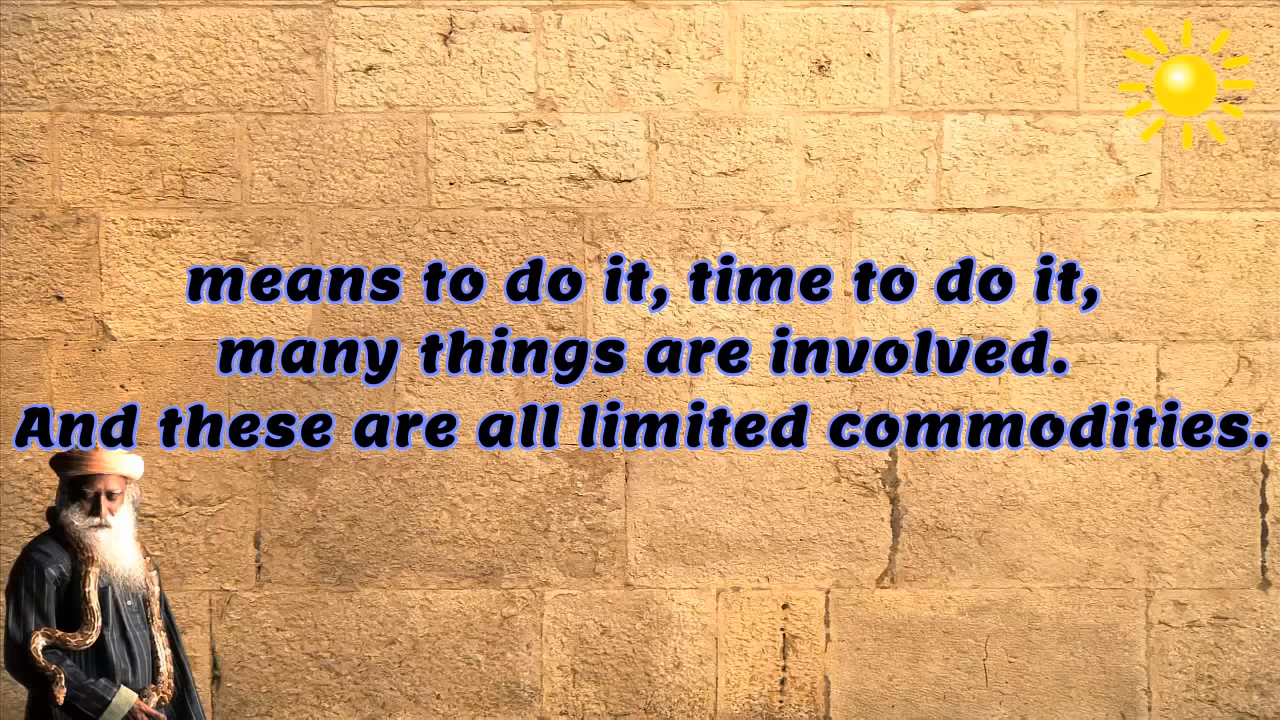 means to do it, time to do it,
many things are involved.
And these are all limited commodities.